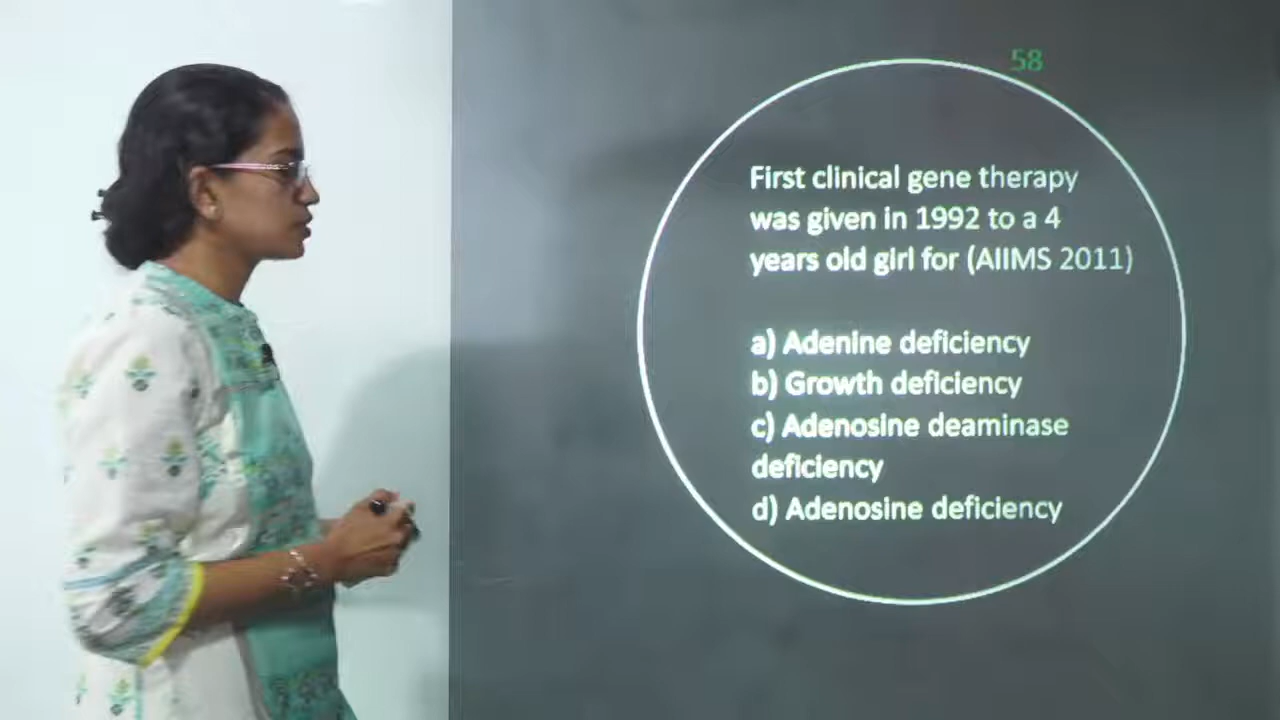 58
First clinical gene therapy
was given in 1992 to a 4
years old girl for (AIIMS 2011)
a) Adenine deficiency
b) Growth deficiency
c) Adenosine deaminase
deficiency
d) Adenosine deficiency